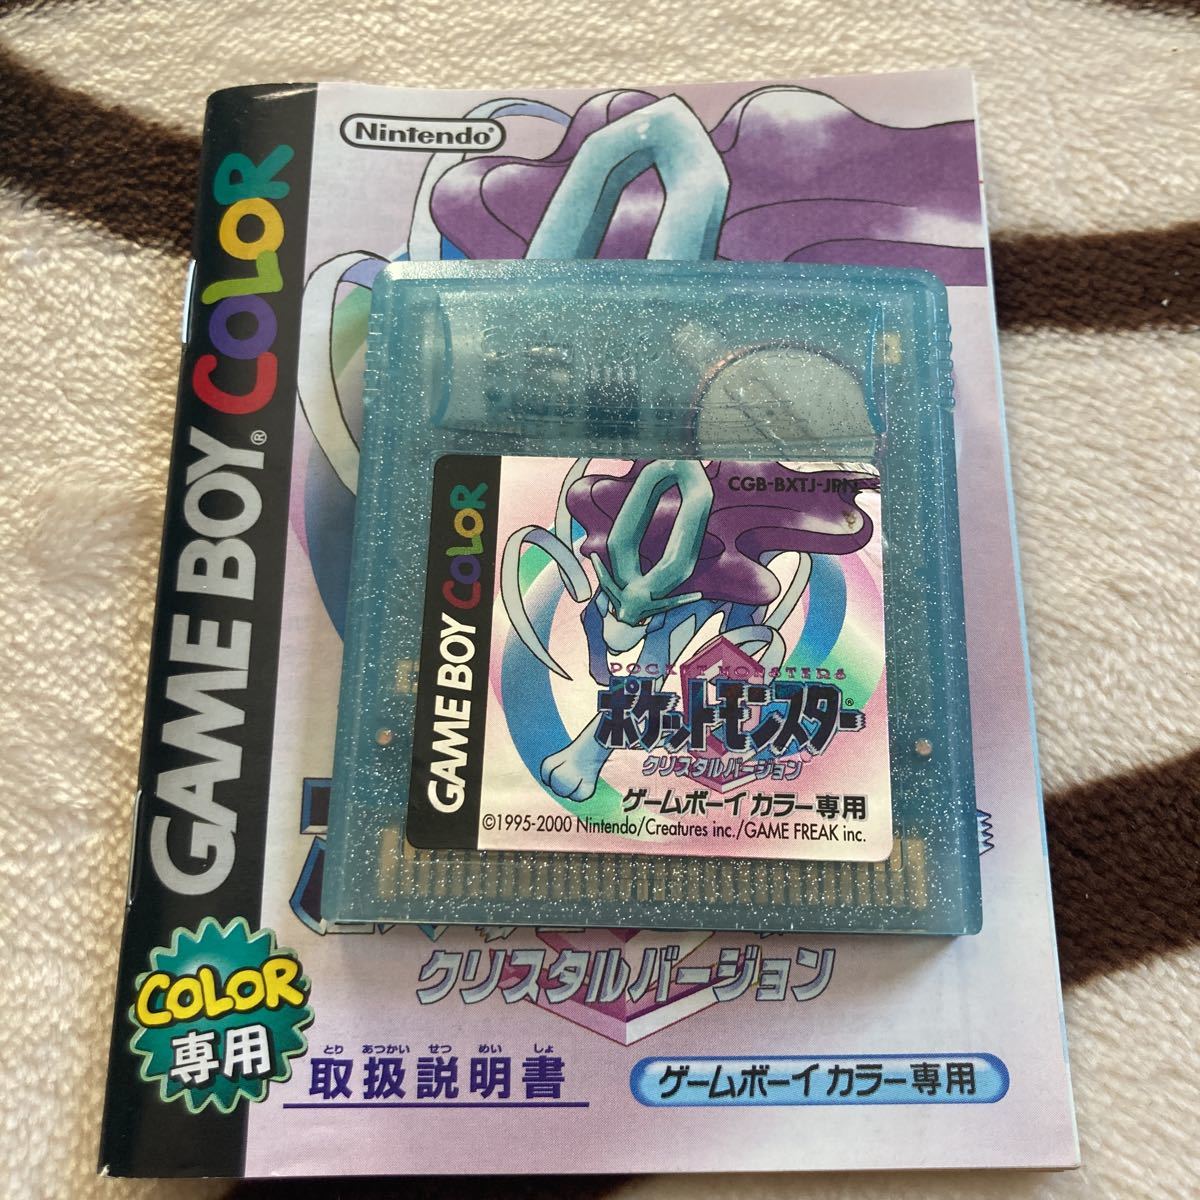 Nintendo
GAME BOY COLOR
CGB-BXTJ-JPN
GAME BOY COLOR
POCKET MONSTERS
ポケットモンスター
クリスタルバージョン
ゲームボーイ カラー専用
©1995-2000 Nintendo/Creatures inc./GAME FREAK inc.
クリスタルバージョン
COLOR
専用
とり あつかい せつ めい しょ
取扱説明書
ゲームボーイ カラー専用